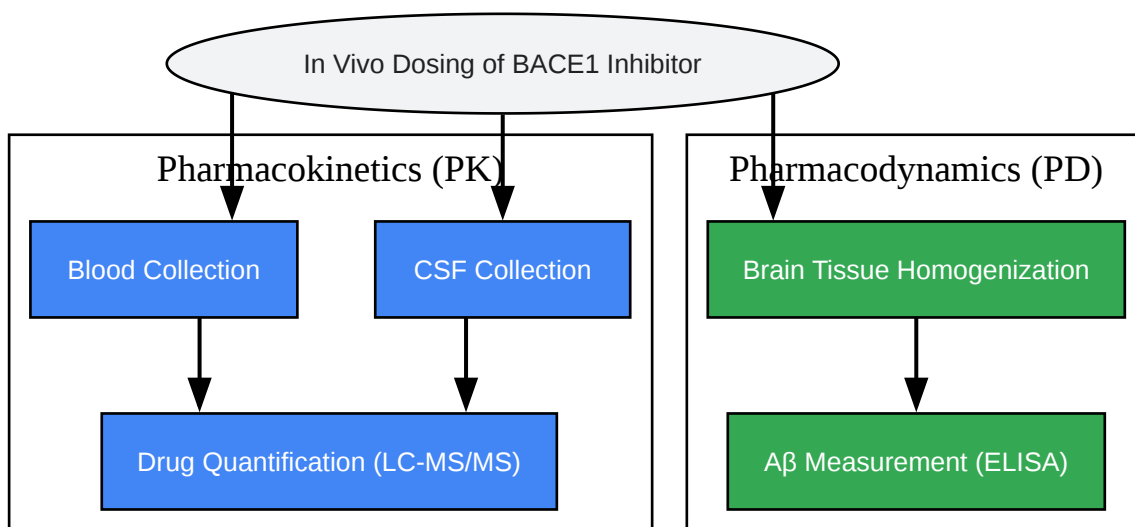 In Vivo Dosing of BACE1 Inhibitor
Pharmacokinetics (PK)
Pharmacodynamics (PD)
Blood Collection
CSF Collection
Brain Tissue Homogenization
Drug Quantification (LC-MS/MS)
Aβ Measurement (ELISA)